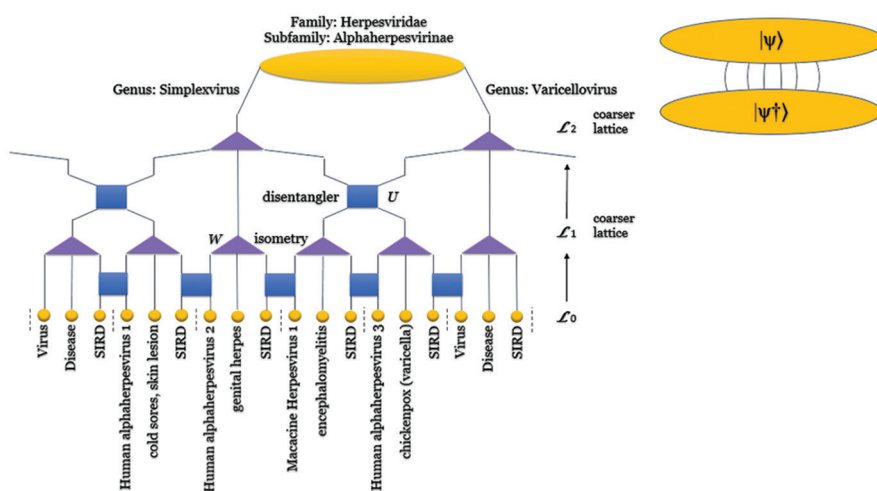 Family: Herpesviridae
Subfamily: Alphaherpesvirinae
Genus: Simplexvirus
Genus: Varicellovirus
|ψ⟩
|ψ†⟩
ℒ2
coarser
lattice
disentangler
U
W
isometry
ℒ1
coarser
lattice
ℒ0
Virus
Disease
SIRD
Human alphaherpesvirus 1
cold sores, skin lesion
SIRD
Human alphaherpesvirus 2
genital herpes
SIRD
Macacine Herpesvirus 1
encephalomyelitis
SIRD
Human alphaherpesvirus 3
chickenpox (varicella)
SIRD
Virus
Disease
SIRD